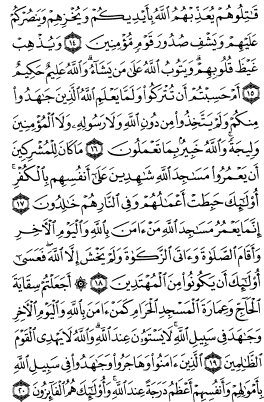 قَٰتِلُوهُمۡ يُعَذِّبۡهُمُ ٱللَّهُ بِأَيۡدِيكُمۡ وَيُخۡزِهِمۡ وَيَنصُرۡكُمۡ
عَلَيۡهِمۡ وَيَشۡفِ صُدُورَ قَوۡمٖ مُّؤۡمِنِينَ ١٤ وَيُذۡهِبۡ
غَيۡظَ قُلُوبِهِمۡۗ وَيَتُوبُ ٱللَّهُ عَلَىٰ مَن يَشَآءُۗ وَٱللَّهُ عَلِيمٌ حَكِيمٌ
١٥ أَمۡ حَسِبۡتُمۡ أَن تُتۡرَكُواْ وَلَمَّا يَعۡلَمِ ٱللَّهُ ٱلَّذِينَ جَٰهَدُواْ
مِنكُمۡ وَلَمۡ يَتَّخِذُواْ مِن دُونِ ٱللَّهِ وَلَا رَسُولِهِۦ وَلَا ٱلۡمُؤۡمِنِينَ
وَلِيجَةٗۚ وَٱللَّهُ خَبِيرُۢ بِمَا تَعۡمَلُونَ ١٦ مَا كَانَ لِلۡمُشۡرِكِينَ
أَن يَعۡمُرُواْ مَسَٰجِدَ ٱللَّهِ شَٰهِدِينَ عَلَىٰٓ أَنفُسِهِم بِٱلۡكُفۡرِۚ
أُوْلَٰٓئِكَ حَبِطَتۡ أَعۡمَٰلُهُمۡ وَفِي ٱلنَّارِ هُمۡ خَٰلِدُونَ ١٧
إِنَّمَا يَعۡمُرُ مَسَٰجِدَ ٱللَّهِ مَنۡ ءَامَنَ بِٱللَّهِ وَٱلۡيَوۡمِ ٱلۡأٓخِرِ
وَأَقَامَ ٱلصَّلَوٰةَ وَءَاتَى ٱلزَّكَوٰةَ وَلَمۡ يَخۡشَ إِلَّا ٱللَّهَۖ فَعَسَىٰٓ
أُوْلَٰٓئِكَ أَن يَكُونُواْ مِنَ ٱلۡمُهۡتَدِينَ ١٨ ۞ أَجَعَلۡتُمۡ سِقَايَةَ
ٱلۡحَآجِّ وَعِمَارَةَ ٱلۡمَسۡجِدِ ٱلۡحَرَامِ كَمَنۡ ءَامَنَ بِٱللَّهِ وَٱلۡيَوۡمِ ٱلۡأٓخِرِ
وَجَٰهَدَ فِي سَبِيلِ ٱللَّهِۚ لَا يَسۡتَوُۥنَ عِندَ ٱللَّهِۗ وَٱللَّهُ لَا يَهۡدِي ٱلۡقَوۡمَ
ٱلظَّٰلِمِينَ ١٩ ٱلَّذِينَ ءَامَنُواْ وَهَاجَرُواْ وَجَٰهَدُواْ فِي سَبِيلِ ٱللَّهِ
بِأَمۡوَٰلِهِمۡ وَأَنفُسِهِمۡ أَعۡظَمُ دَرَجَةً عِندَ ٱللَّهِۚ وَأُوْلَٰٓئِكَ هُمُ ٱلۡفَآئِزُونَ ٢٠